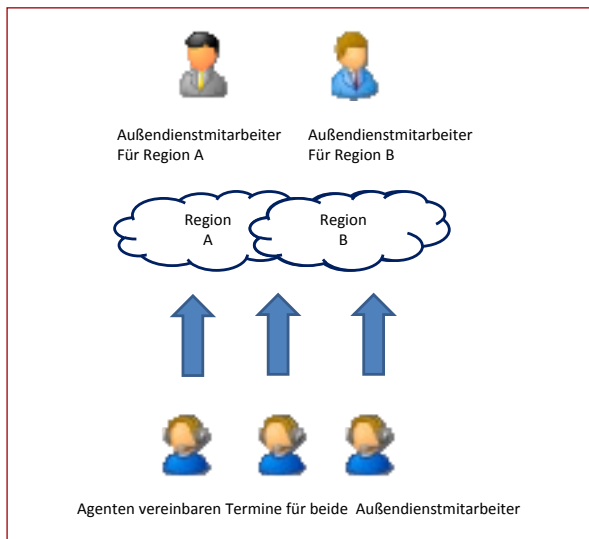 Außendienstmitarbeiter
Für Region A
Außendienstmitarbeiter
Für Region B
Region
A
Region
B
Agenten vereinbaren Termine für beide Außendienstmitarbeiter